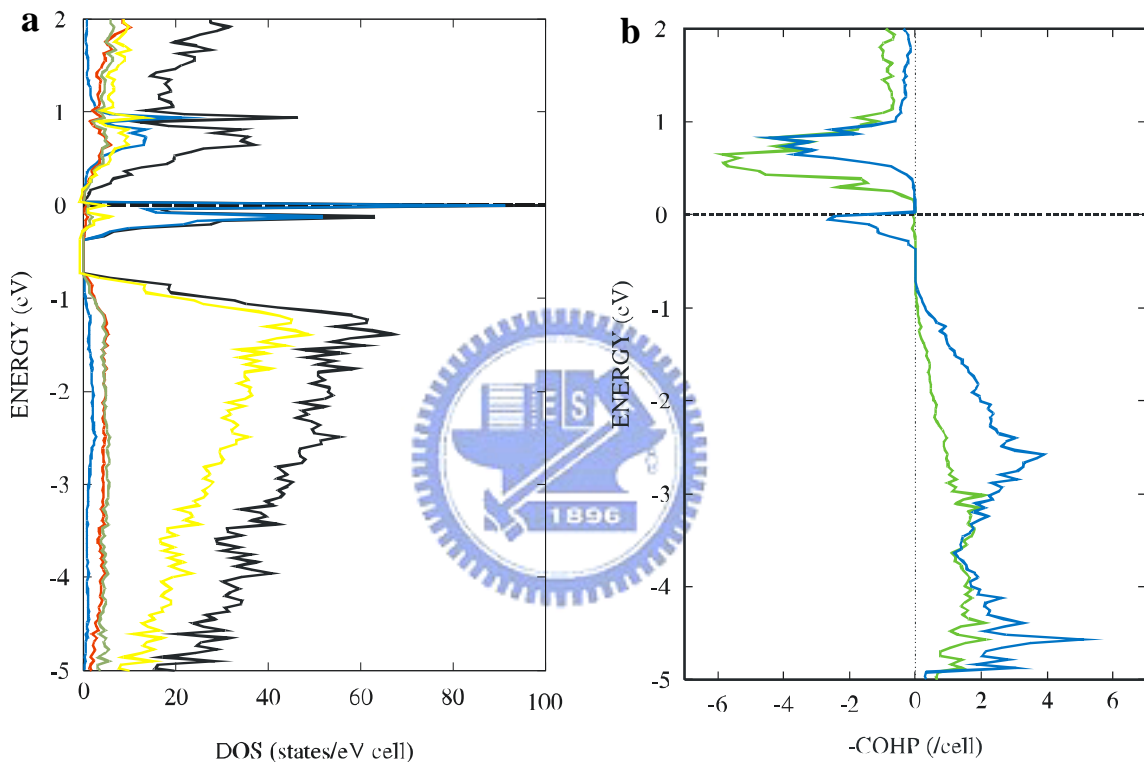 a
2
1
0
-1
-2
-3
-4
-5
0 20 40 60 80 100
ENERGY (eV)
DOS (states/eV cell)
b
2
1
0
-1
-2
-3
-4
-5
-6 -4 -2 0 2 4 6
ENERGY (eV)
-COHP (/cell)
E S
1896